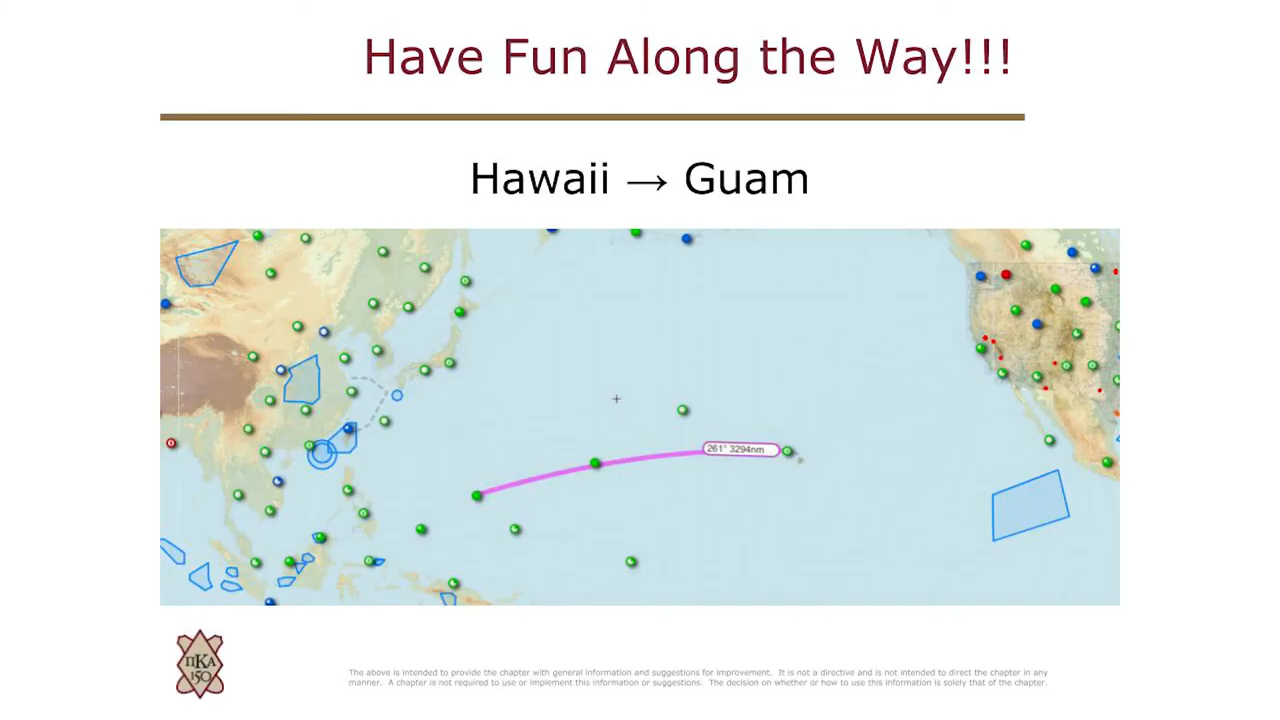 Have Fun Along the Way!!!
Hawaii → Guam
261° 3294nm
ΠKA
150
The above is intended to provide the chapter with general information and suggestions for improvement. It is not a directive and is not intended to direct the chapter in any
manner. A chapter is not required to use or implement this information or suggestions. The decision on whether or how to use this information is solely that of the chapter.